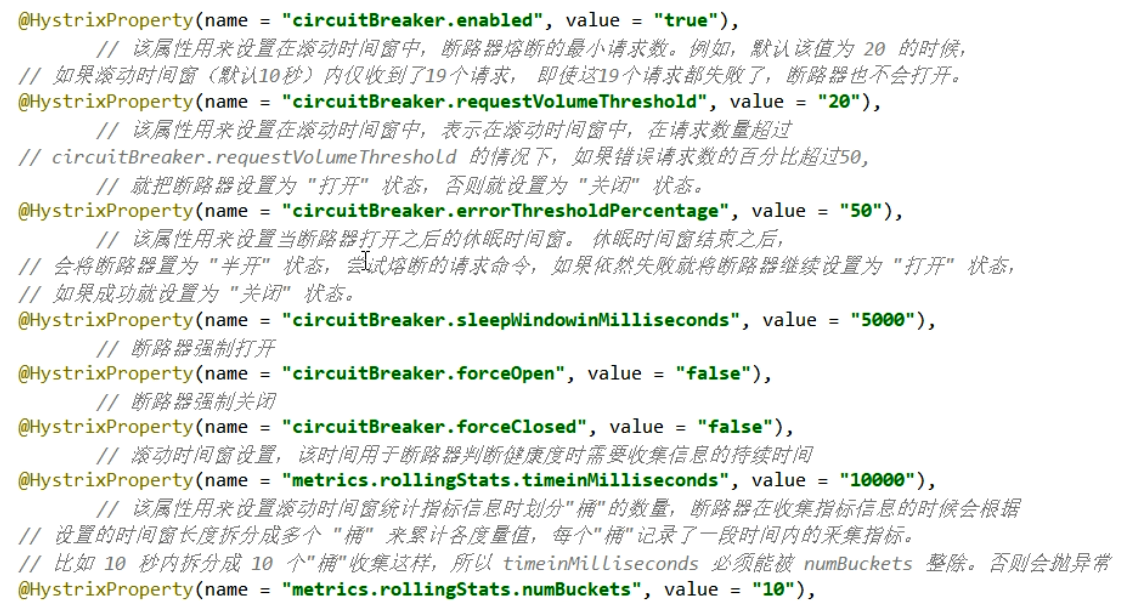 @HystrixProperty(name = "circuitBreaker.enabled", value = "true"),
// 该属性用来设置在滚动时间窗中，断路器熔断的最小请求数。例如，默认该值为 20 的时候，
// 如果滚动时间窗（默认10秒）内仅收到了19个请求， 即使这19个请求都失败了，断路器也不会打开。
@HystrixProperty(name = "circuitBreaker.requestVolumeThreshold", value = "20"),
// 该属性用来设置在滚动时间窗中，表示在滚动时间窗中，在请求数量超过
// circuitBreaker.requestVolumeThreshold 的情况下，如果错误请求数的百分比超过50,
// 就把断路器设置为 "打开" 状态，否则就设置为 "关闭" 状态。
@HystrixProperty(name = "circuitBreaker.errorThresholdPercentage", value = "50"),
// 该属性用来设置当断路器打开之后的休眠时间窗。 休眠时间窗结束之后，
// 会将断路器置为 "半开" 状态，尝试熔断的请求命令，如果依然失败就将断路器继续设置为 "打开" 状态，
// 如果成功就设置为 "关闭" 状态。
@HystrixProperty(name = "circuitBreaker.sleepWindowinMilliseconds", value = "5000"),
// 断路器强制打开
@HystrixProperty(name = "circuitBreaker.forceOpen", value = "false"),
// 断路器强制关闭
@HystrixProperty(name = "circuitBreaker.forceClosed", value = "false"),
// 滚动时间窗设置，该时间用于断路器判断健康度时需要收集信息的持续时间
@HystrixProperty(name = "metrics.rollingStats.timeinMilliseconds", value = "10000"),
// 该属性用来设置滚动时间窗统计指标信息时划分"桶"的数量，断路器在收集指标信息的时候会根据
// 设置的时间窗长度拆分成多个 "桶" 来累计各度量值，每个"桶"记录了一段时间内的采集指标。
// 比如 10 秒内拆分成 10 个"桶"收集这样，所以 timeinMilliseconds 必须能被 numBuckets 整除。否则会抛异常
@HystrixProperty(name = "metrics.rollingStats.numBuckets", value = "10"),